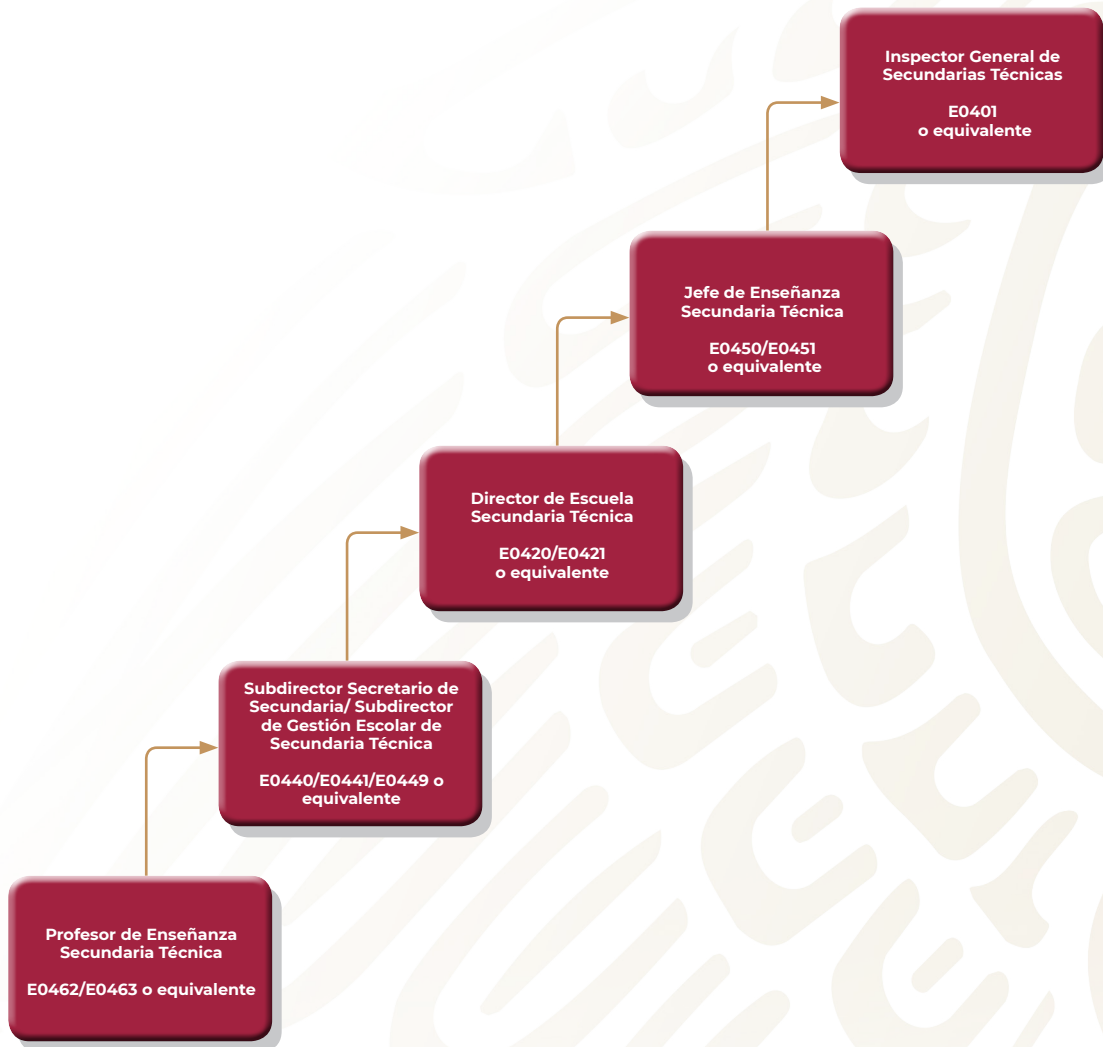 Inspector General de
Secundarias Técnicas
E0401
o equivalente
Jefe de Enseñanza
Secundaria Técnica
E0450/E0451
o equivalente
Director de Escuela
Secundaria Técnica
E0420/E0421
o equivalente
Subdirector Secretario de
Secundaria/ Subdirector
de Gestión Escolar de
Secundaria Técnica
E0440/E0441/E0449 o
equivalente
Profesor de Enseñanza
Secundaria Técnica
E0462/E0463 o equivalente